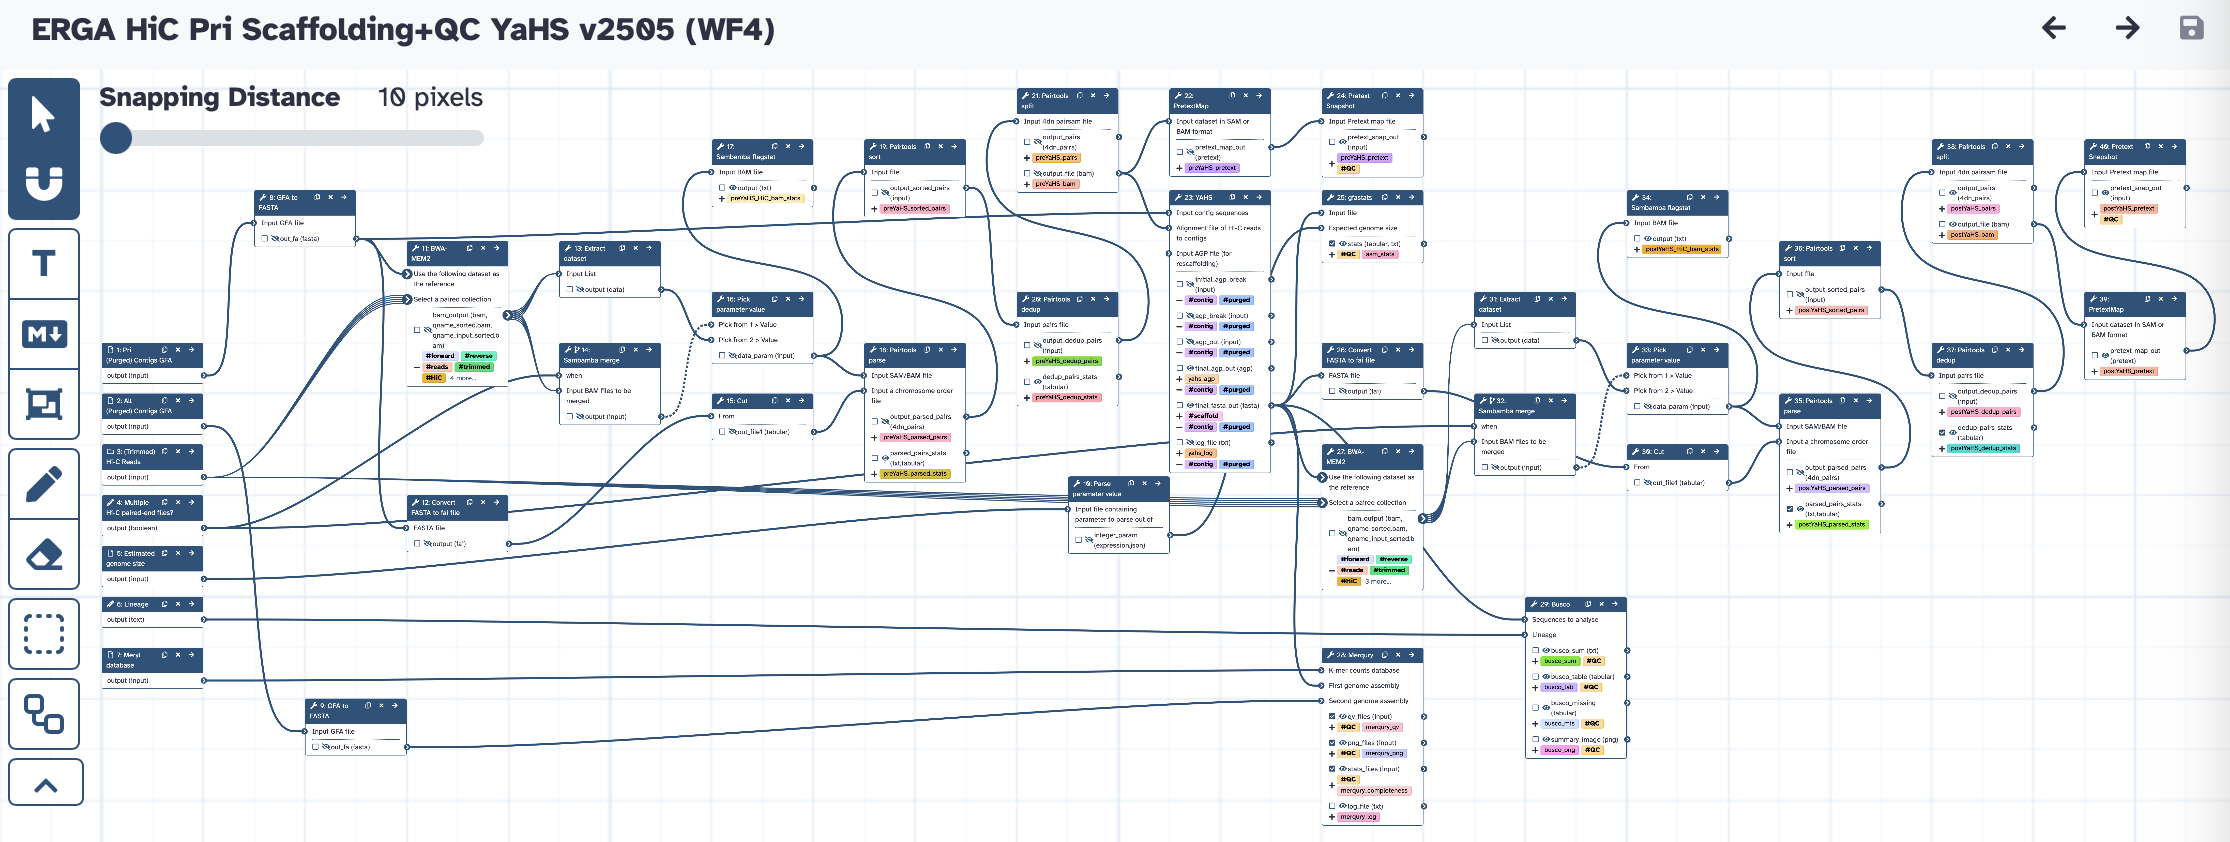 ERGA HiC Pri Scaffolding+QC YaHS v2505 (WF4)
Snapping Distance 10 pixels
T
M
1: Pri
(Purged) Contigs GFA
output (input)
2: Alt
(Purged) Contigs GFA
output (input)
3: (Trimmed)
Hi-C Reads
output (input)
4: Multiple
Hi-C paired-end files?
output (boolean)
5: Estimated
genome size
output (input)
6: Lineage
output (text)
7: Meryl
database
output (input)
8: GFA to
FASTA
Input GFA file
out_fa (fasta)
9: GFA to
FASTA
Input GFA file
out_fa (fasta)
11: BWA-
MEM2
Use the following dataset as
the reference
Select a paired collection
bam_output (bam,
qname_sorted.bam,
qname_input_sorted.b
am)
#forward #reverse
#reads #trimmed
#HiC 4 more...
12: Convert
FASTA to fai file
FASTA file
output (fai)
13: Extract
dataset
Input List
output (data)
14:
Sambamba merge
when
Input BAM files to be
merged
output (input)
17:
Sambamba flagstat
Input BAM file
output (txt)
preYaHS_HiC_bam_stats
16: Pick
parameter value
Pick from 1 > Value
Pick from 2 > Value
data_param (input)
15: Cut
From
out_file1 (tabular)
19: Pairtools
sort
Input file
output_sorted_pairs
(input)
preYaHS_sorted_pairs
18: Pairtools
parse
Input SAM/BAM file
Input a chromosome order
file
output_parsed_pairs
(4dn_pairs)
preYaHS_parsed_pairs
parsed_pairs_stats
(txt,tabular)
preYaHS_parsed_stats
21: Pairtools
split
Input 4dn pairsam file
output_pairs
(4dn_pairs)
preYaHS_pairs
output_file (bam)
preYaHS_bam
20: Pairtools
dedup
Input pairs file
output_dedup_pairs
(input)
preYaHS_dedup_pairs
dedup_pairs_stats
(tabular)
preYaHS_dedup_stats
10: Parse
parameter value
Input file containing
parameter to parse out of
integer_param
(expression.json)
22:
PretextMap
Input dataset in SAM or
BAM format
pretext_map_out
(pretext)
preYaHS_pretext
23: YAHS
Input contig sequences
Alignment file of Hi-C reads
to contigs
Input AGP file (for
rescaffolding)
initial_agp_break
(input)
#contig #purged
agp_break (input)
#contig #purged
agp_out (input)
#contig #purged
final_agp_out (agp)
yahs_agp
#contig #purged
final_fasta_out (fasta)
#scaffold
#contig #purged
log_file (txt)
yahs_log
#contig #purged
24: Pretext
Snapshot
Input Pretext map file
pretext_snap_out
(input)
preYaHS_pretext
#QC
25: gfastats
Input file
Expected genome size
stats (tabular, txt)
#QC asm_stats
26: Convert
FASTA to fai file
FASTA file
output (fai)
27: BWA-
MEM2
Use the following dataset as
the reference
Select a paired collection
bam_output (bam,
qname_sorted.bam,
qname_input_sorted.b
am)
#forward #reverse
#reads #trimmed
#HiC 3 more...
Merqury
K-mer counts database
First genome assembly
Second genome assembly
qv_files (input)
#QC merqury_qv
png_files (input)
#QC merqury_png
stats_files (input)
#QC
merqury_completeness
log_file (txt)
merqury_log
31: Extract
dataset
Input List
output (data)
32:
Sambamba merge
when
Input BAM files to be
merged
output (input)
29: Busco
Sequences to analyse
Lineage
busco_sum (txt)
busco_sum #QC
busco_table (tabular)
busco_tab #QC
busco_missing
(tabular)
busco_mis #QC
summary_image (png)
busco_png #QC
34:
Sambamba flagstat
Input BAM file
output (txt)
postYaHS_HiC_bam_stats
33: Pick
parameter value
Pick from 1 > Value
Pick from 2 > Value
data_param (input)
30: Cut
From
out_file1 (tabular)
36: Pairtools
sort
Input file
output_sorted_pairs
(input)
postYaHS_sorted_pairs
35: Pairtools
parse
Input SAM/BAM file
Input a chromosome order
file
output_parsed_pairs
(4dn_pairs)
postYaHS_parsed_pairs
parsed_pairs_stats
(txt,tabular)
postYaHS_parsed_stats
38: Pairtools
split
Input 4dn pairsam file
output_pairs
(4dn_pairs)
postYaHS_pairs
output_file (bam)
postYaHS_bam
37: Pairtools
dedup
Input pairs file
output_dedup_pairs
(input)
postYaHS_dedup_pairs
dedup_pairs_stats
(tabular)
postYaHS_dedup_stats
40: Pretext
Snapshot
Input Pretext map file
pretext_snap_out
(input)
postYaHS_pretext
#QC
39:
PretextMap
Input dataset in SAM or
BAM format
pretext_map_out
(pretext)
postYaHS_pretext